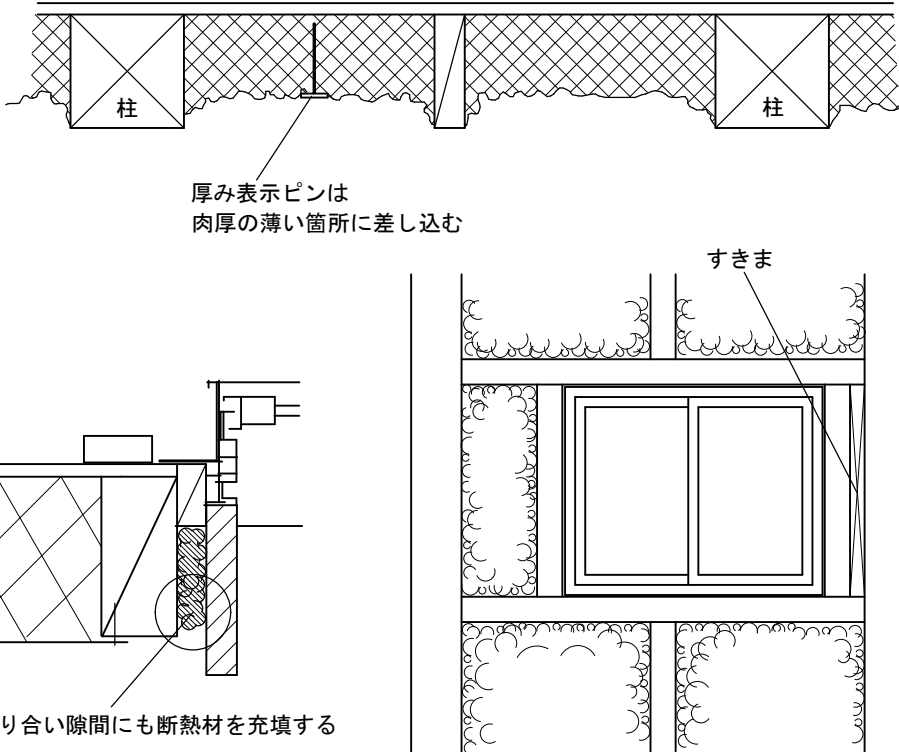 柱
柱
厚み表示ピンは
肉厚の薄い箇所に差し込む
すきま
り合い隙間にも断熱材を充填する